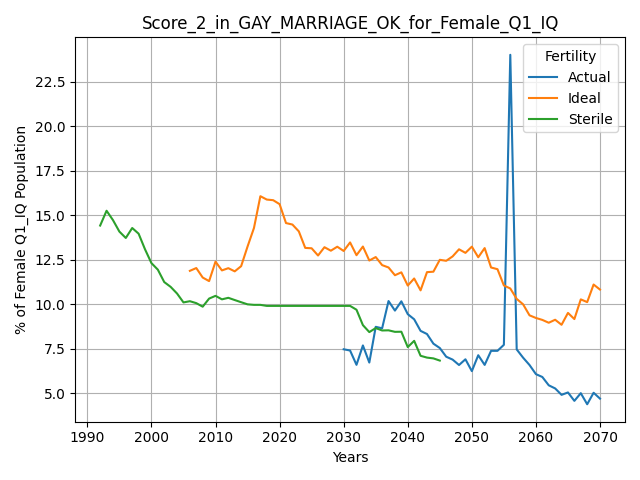 Score_2_in_GAY_MARRIAGE_OK_for_Female_Q1_IQ
Fertility
Actual
Ideal
Sterile
% of Female Q1_IQ Population
22.5
20.0
17.5
15.0
12.5
10.0
7.5
5.0
1990 2000 2010 2020 2030 2040 2050 2060 2070
Years